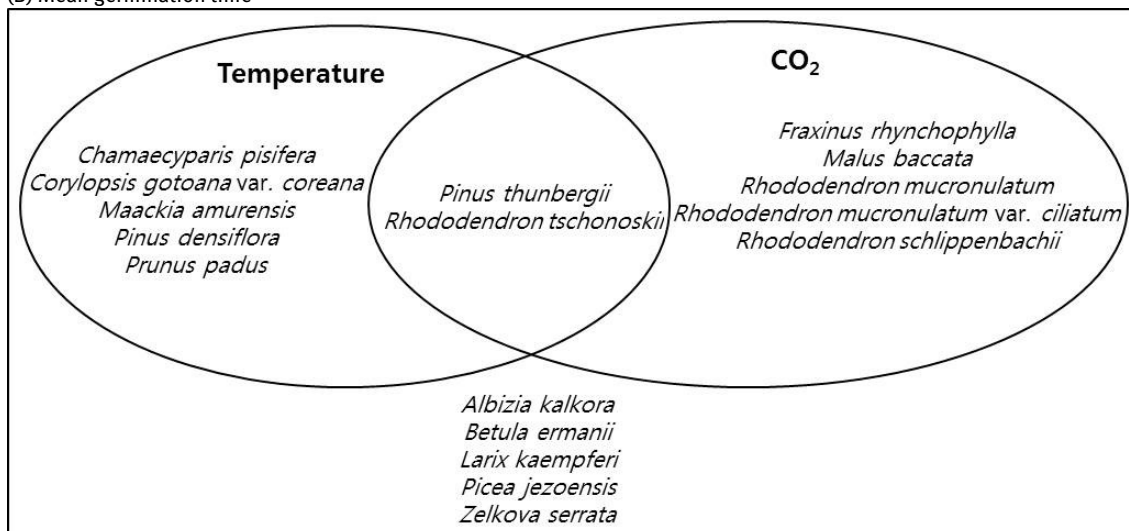 (B) Mean germination time
Temperature
Chamaecyparis pisifera
Corylopsis gotoana var. coreana
Maackia amurensis
Pinus densiflora
Prunus padus
Pinus thunbergii
Rhododendron tschonoskii
CO₂
Fraxinus rhynchophylla
Malus baccata
Rhododendron mucronulatum
Rhododendron mucronulatum var. ciliatum
Rhododendron schlippenbachii
Albizia kalkora
Betula ermanii
Larix kaempferi
Picea jezoensis
Zelkova serrata